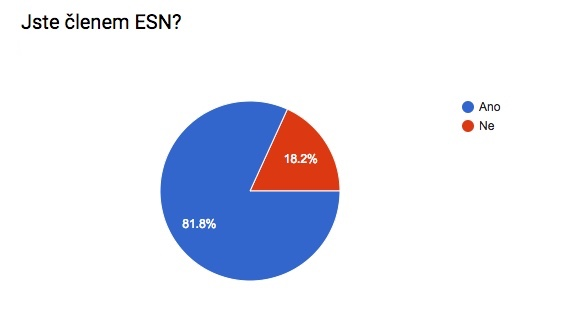 Jste členem ESN?
Ano
Ne
18.2%
81.8%